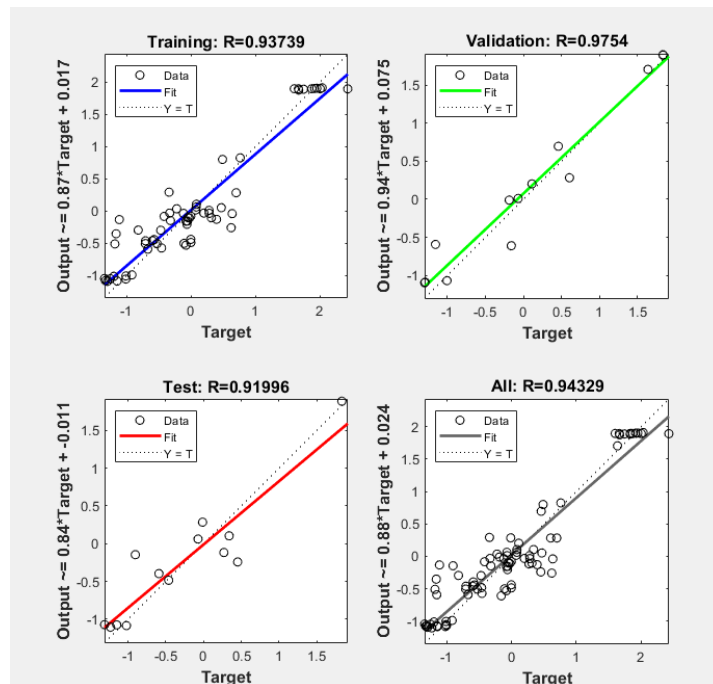 Training: R=0.93739
Output ~= 0.87*Target + 0.017
Data
Fit
Y = T
2
1.5
1
0.5
0
-0.5
-1
-1
0
1
2
Target
Validation: R=0.9754
Output ~= 0.94*Target + 0.075
Data
Fit
Y = T
1.5
1
0.5
0
-0.5
-1
-1
-0.5
0
0.5
1
1.5
Target
Test: R=0.91996
Output ~= 0.84*Target + -0.011
Data
Fit
Y = T
1.5
1
0.5
0
-0.5
-1
-1
-0.5
0
0.5
1
1.5
Target
All: R=0.94329
Output ~= 0.88*Target + 0.024
Data
Fit
Y = T
2
1.5
1
0.5
0
-0.5
-1
-1
0
1
2
Target